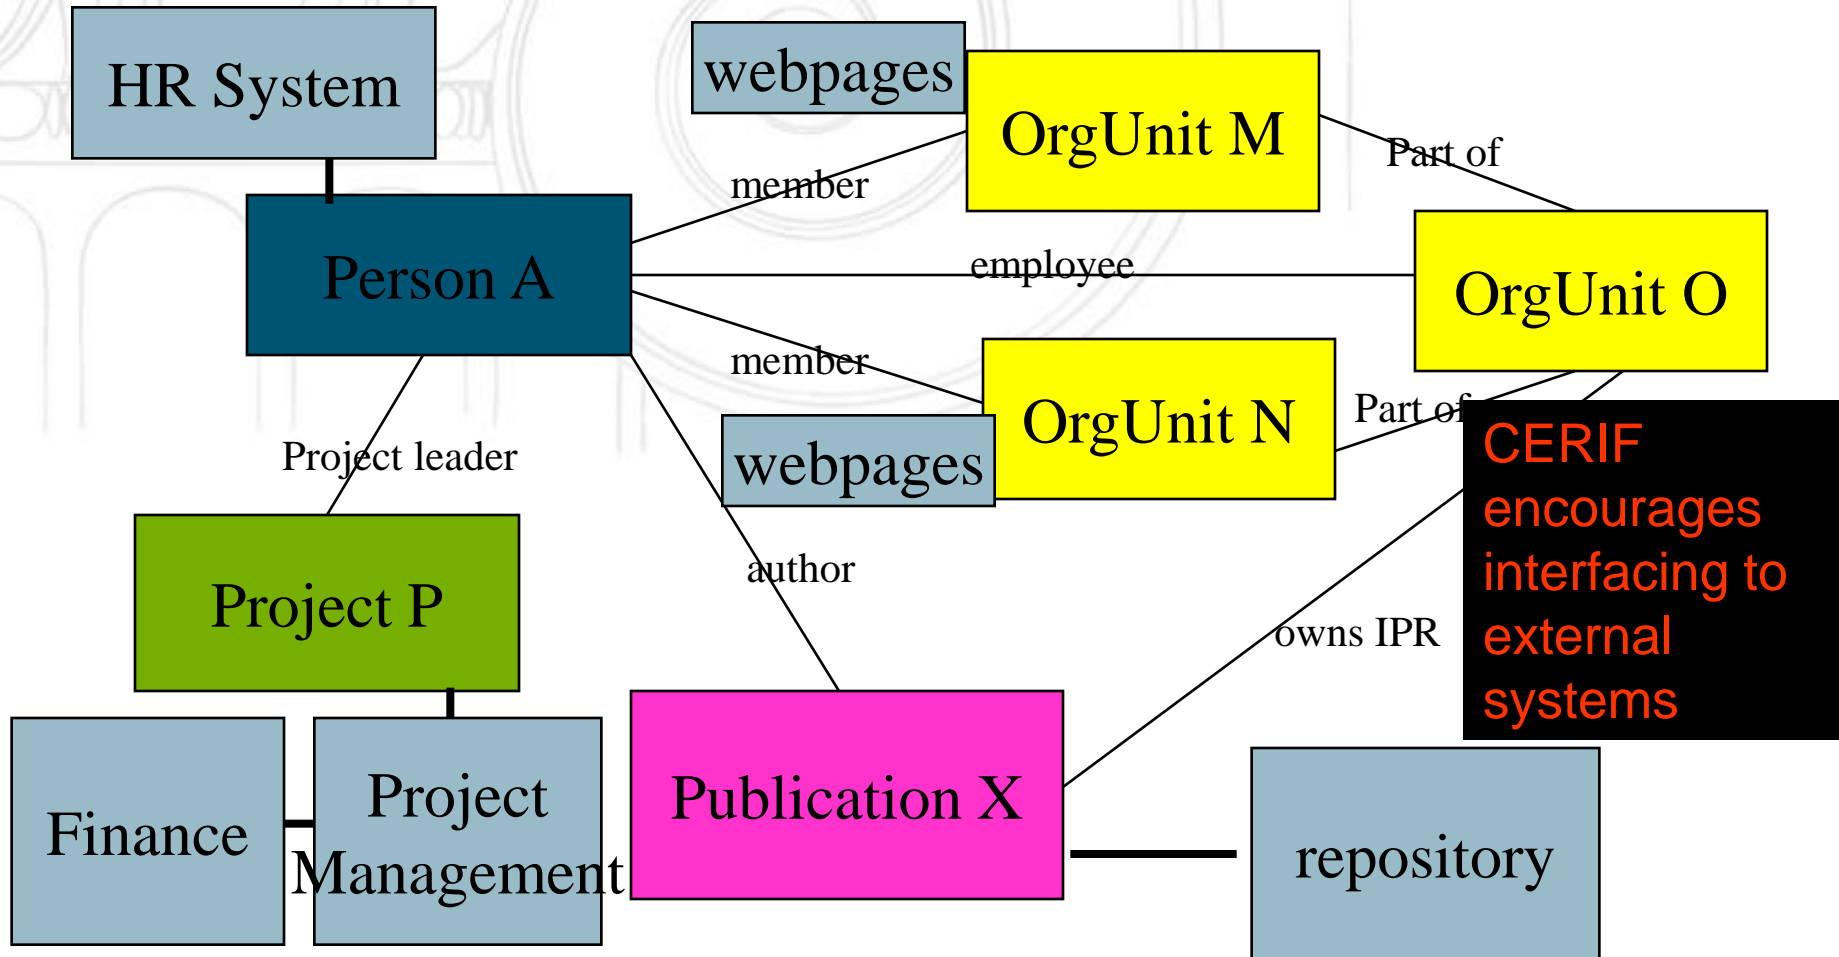 HR System
webpages
OrgUnit M
Part of
member
Person A
employee
OrgUnit O
member
OrgUnit N
Part of
webpages
Project leader
CERIF
encourages
interfacing to
external
systems
author
Project P
owns IPR
Finance
Project
Management
Publication X
repository